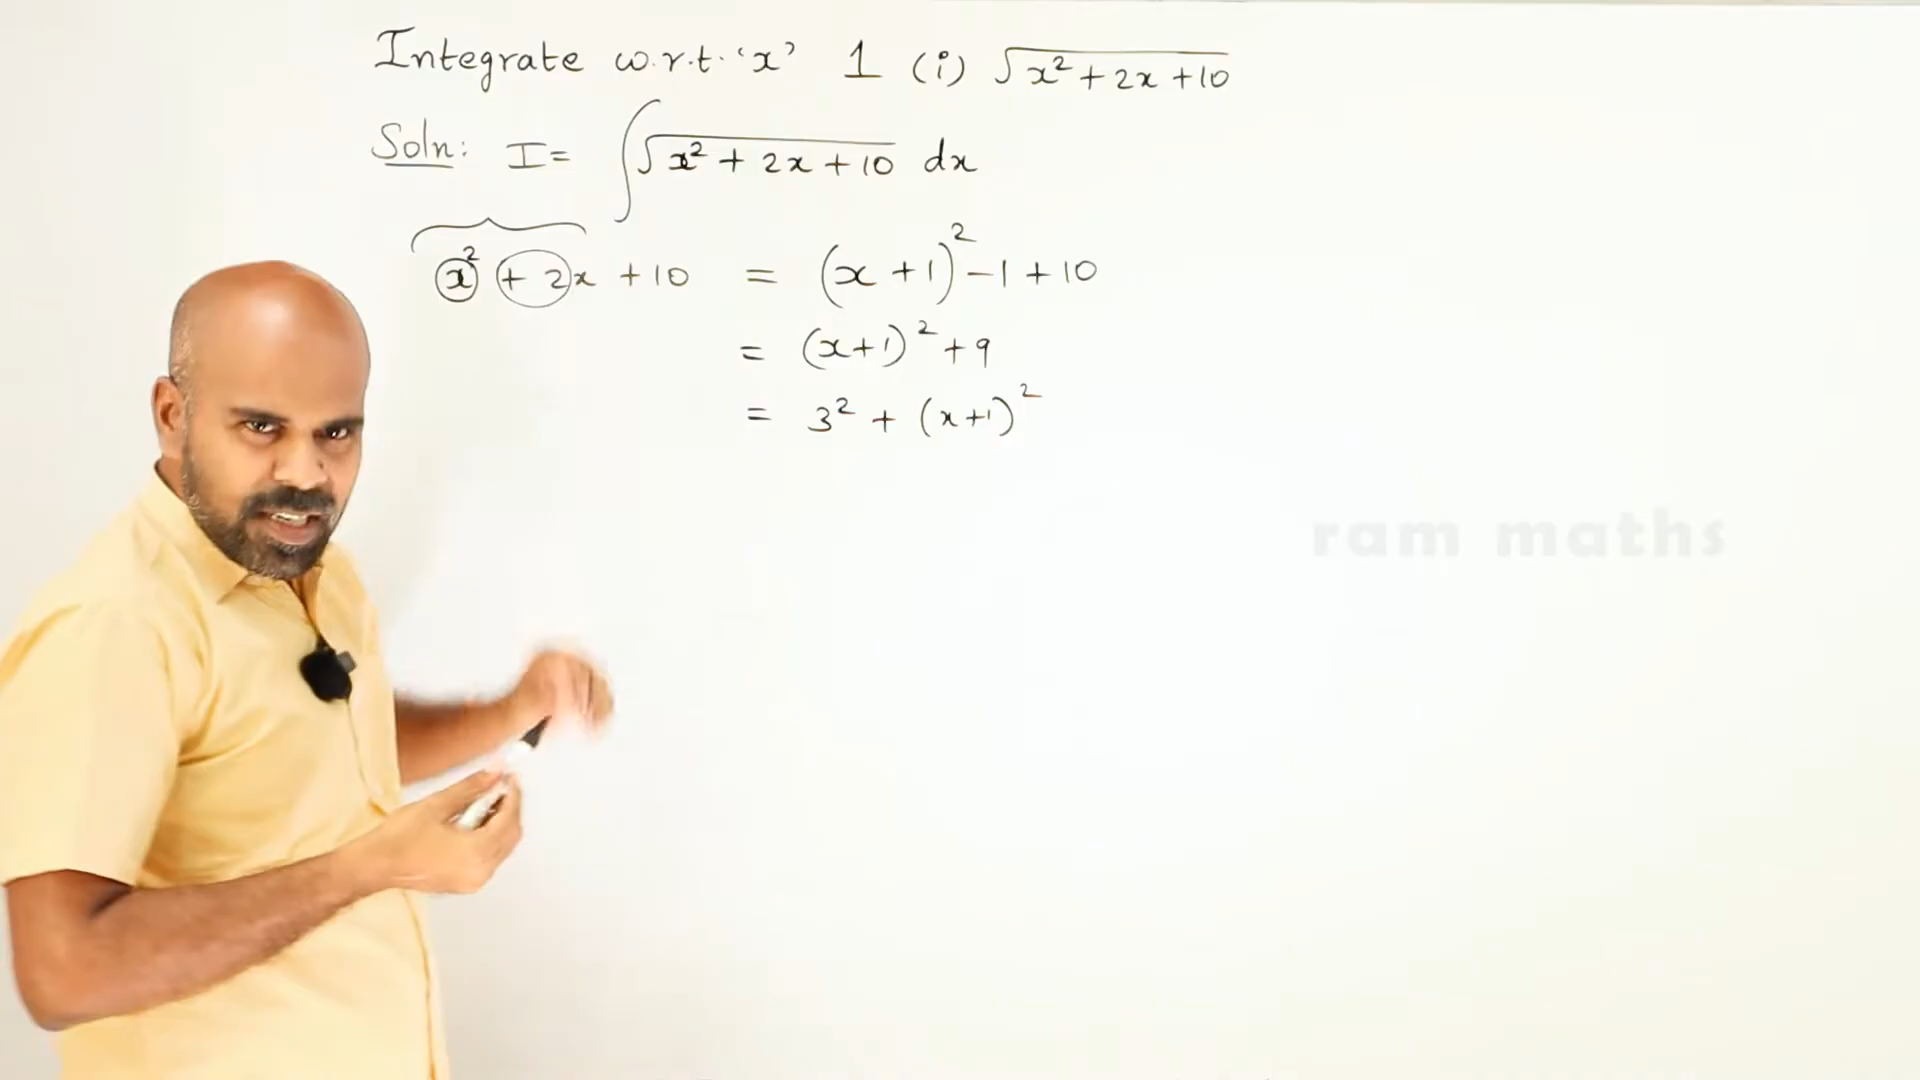 Integrate w.r.t. 'x' 1 (i) √x²+2x+10
Soln: I= ∫√x²+2x+10 dx
x²+2x+10 = (x+1)²-1+10
= (x+1)²+9
= 3²+(x+1)²
ram maths